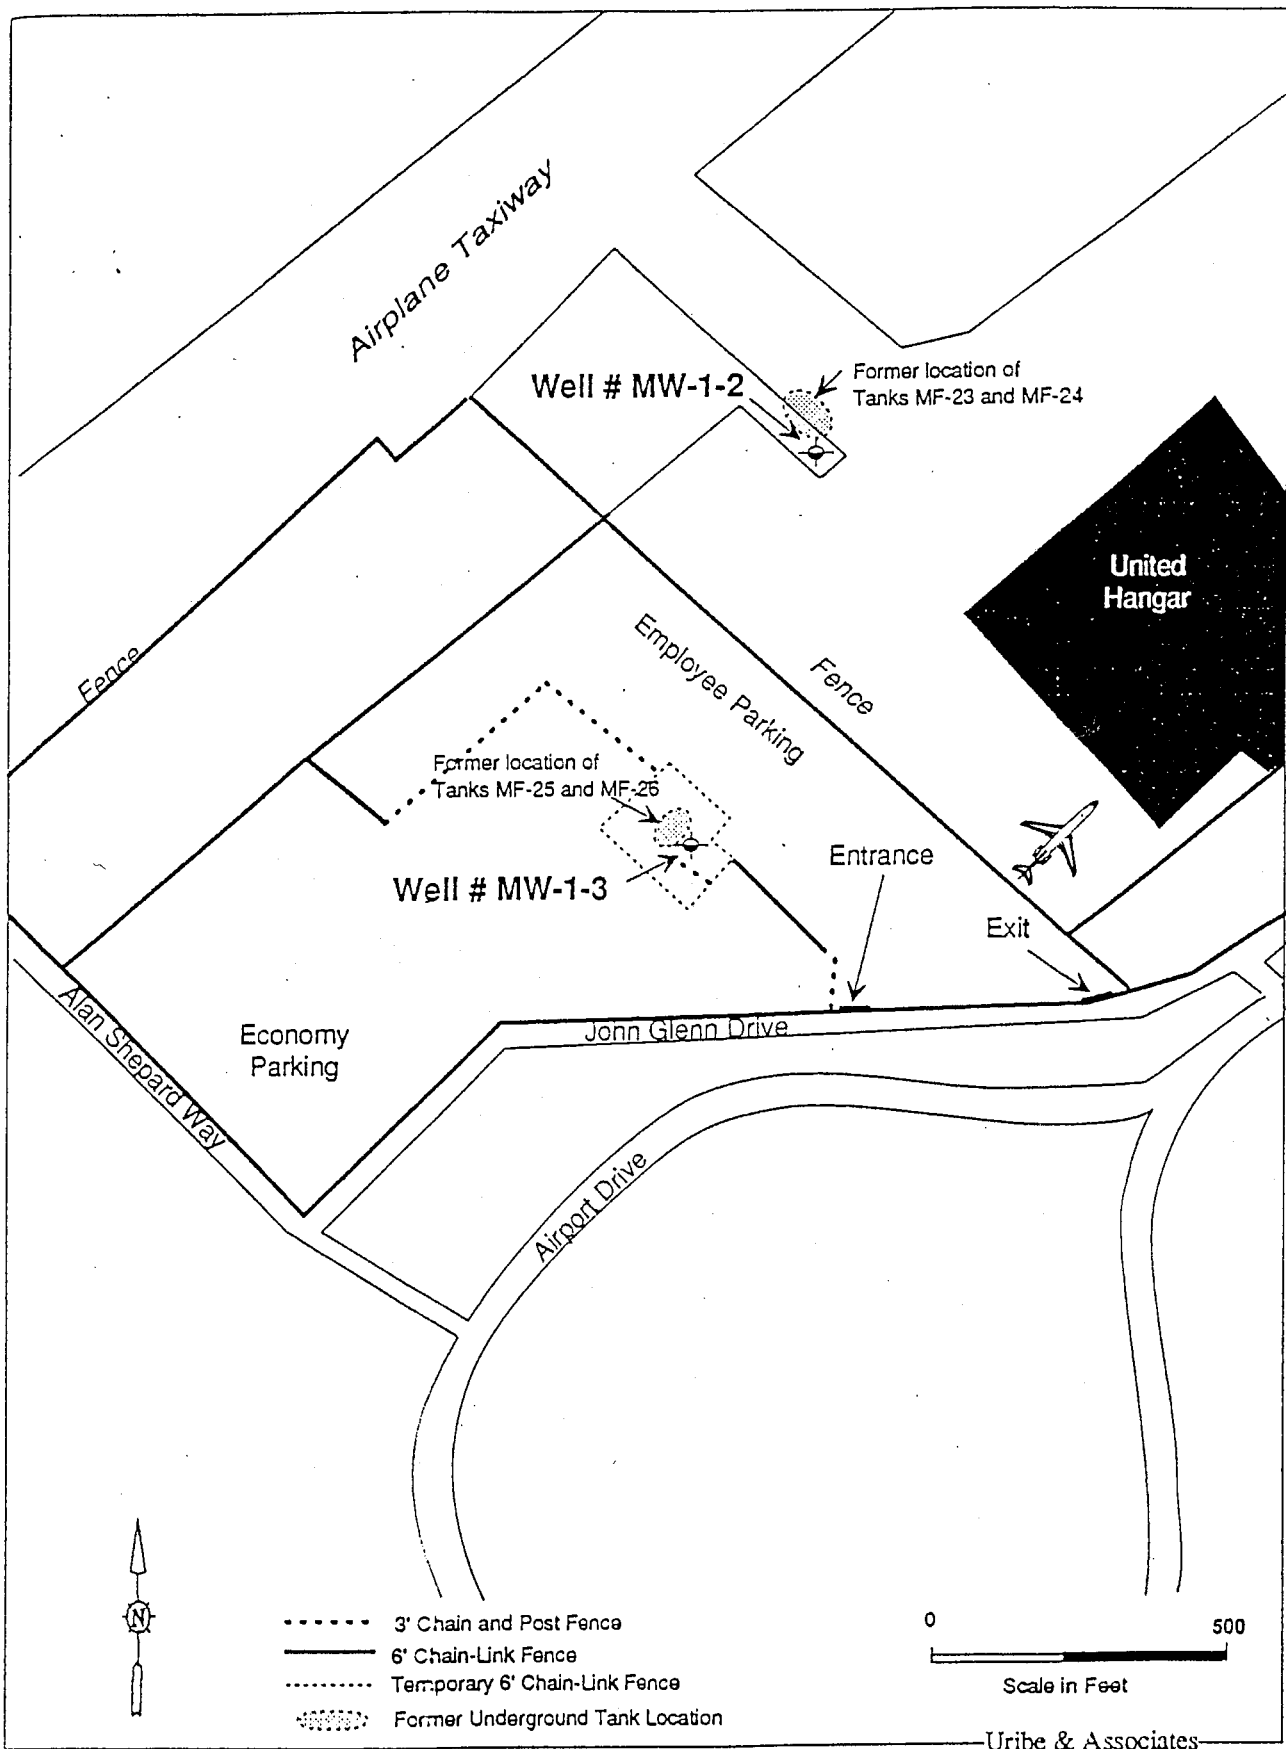 Airplane Taxiway
Well # MW-1-2
Former location of
Tanks MF-23 and MF-24
United
Hangar
Fence
Employee Parking
Fence
Former location of
Tanks MF-25 and MF-26
Well # MW-1-3
Entrance
Exit
Alan Shepard Way
Economy
Parking
John Glenn Drive
Airport Drive
N
3' Chain and Post Fence
6' Chain-Link Fence
Temporary 6' Chain-Link Fence
Former Underground Tank Location
0 500
Scale in Feet
Uribe & Associates